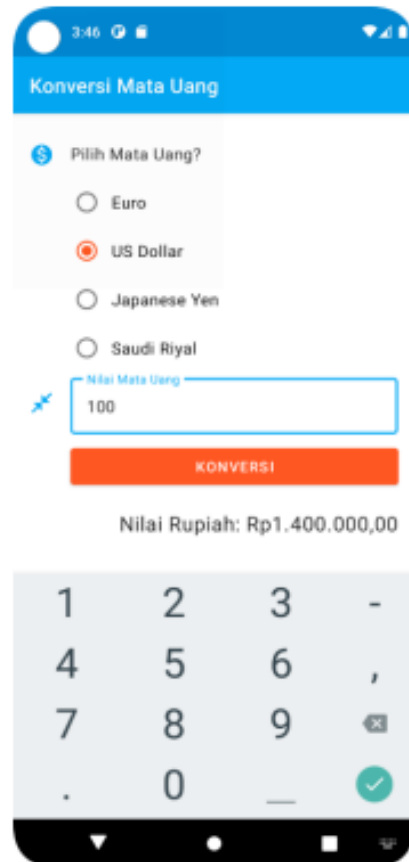 3:46
Konversi Mata Uang
Pilih Mata Uang?
Euro
US Dollar
Japanese Yen
Saudi Riyal
Nilai Mata Uang
100
KONVERSI
Nilai Rupiah: Rp1.400.000,00
1 2 3 -
4 5 6 ,
7 8 9
. 0 _